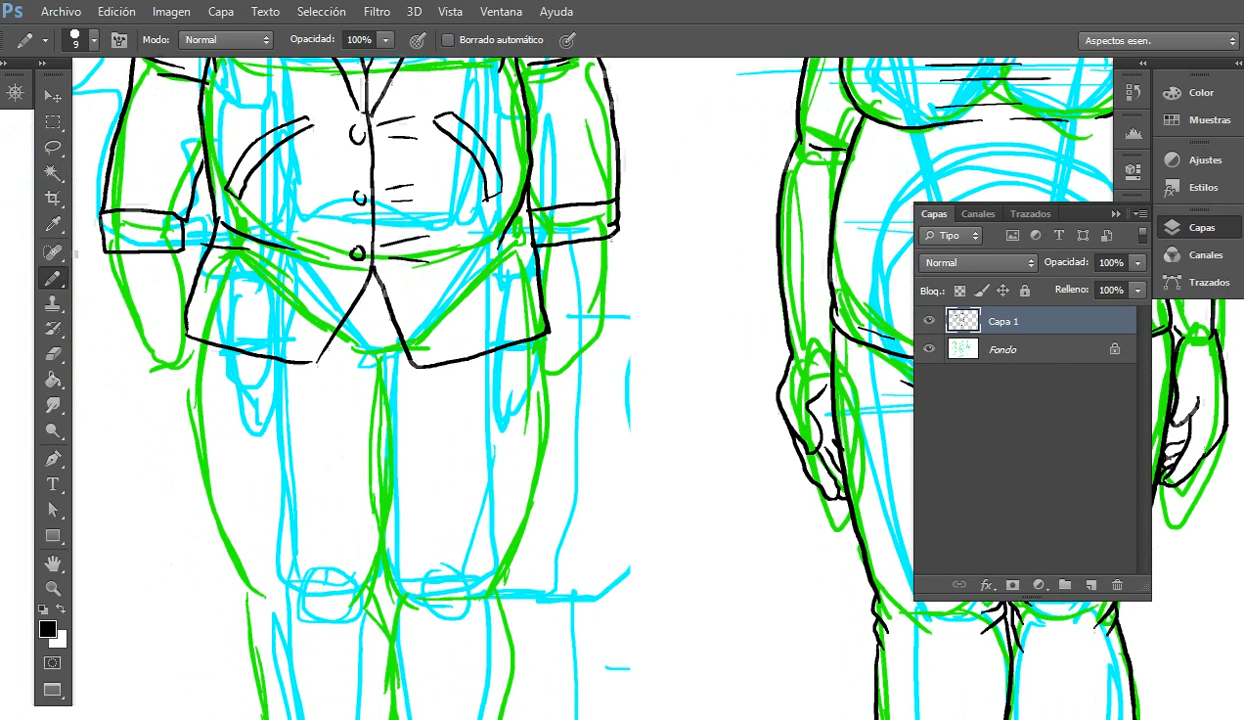 Ps Archivo Edición Imagen Capa Texto Selección Filtro 3D Vista Ventana Ayuda
9 Modo: Normal Opacidad: 100% Borrado automático Aspectos esen.
Color
Muestras
Ajustes
Estilos
Capas
Canales
Trazados
Capas Canales Trazados
Tipo
Normal Opacidad: 100%
Bloq.: Relleno: 100%
Capa 1
Fondo
fx